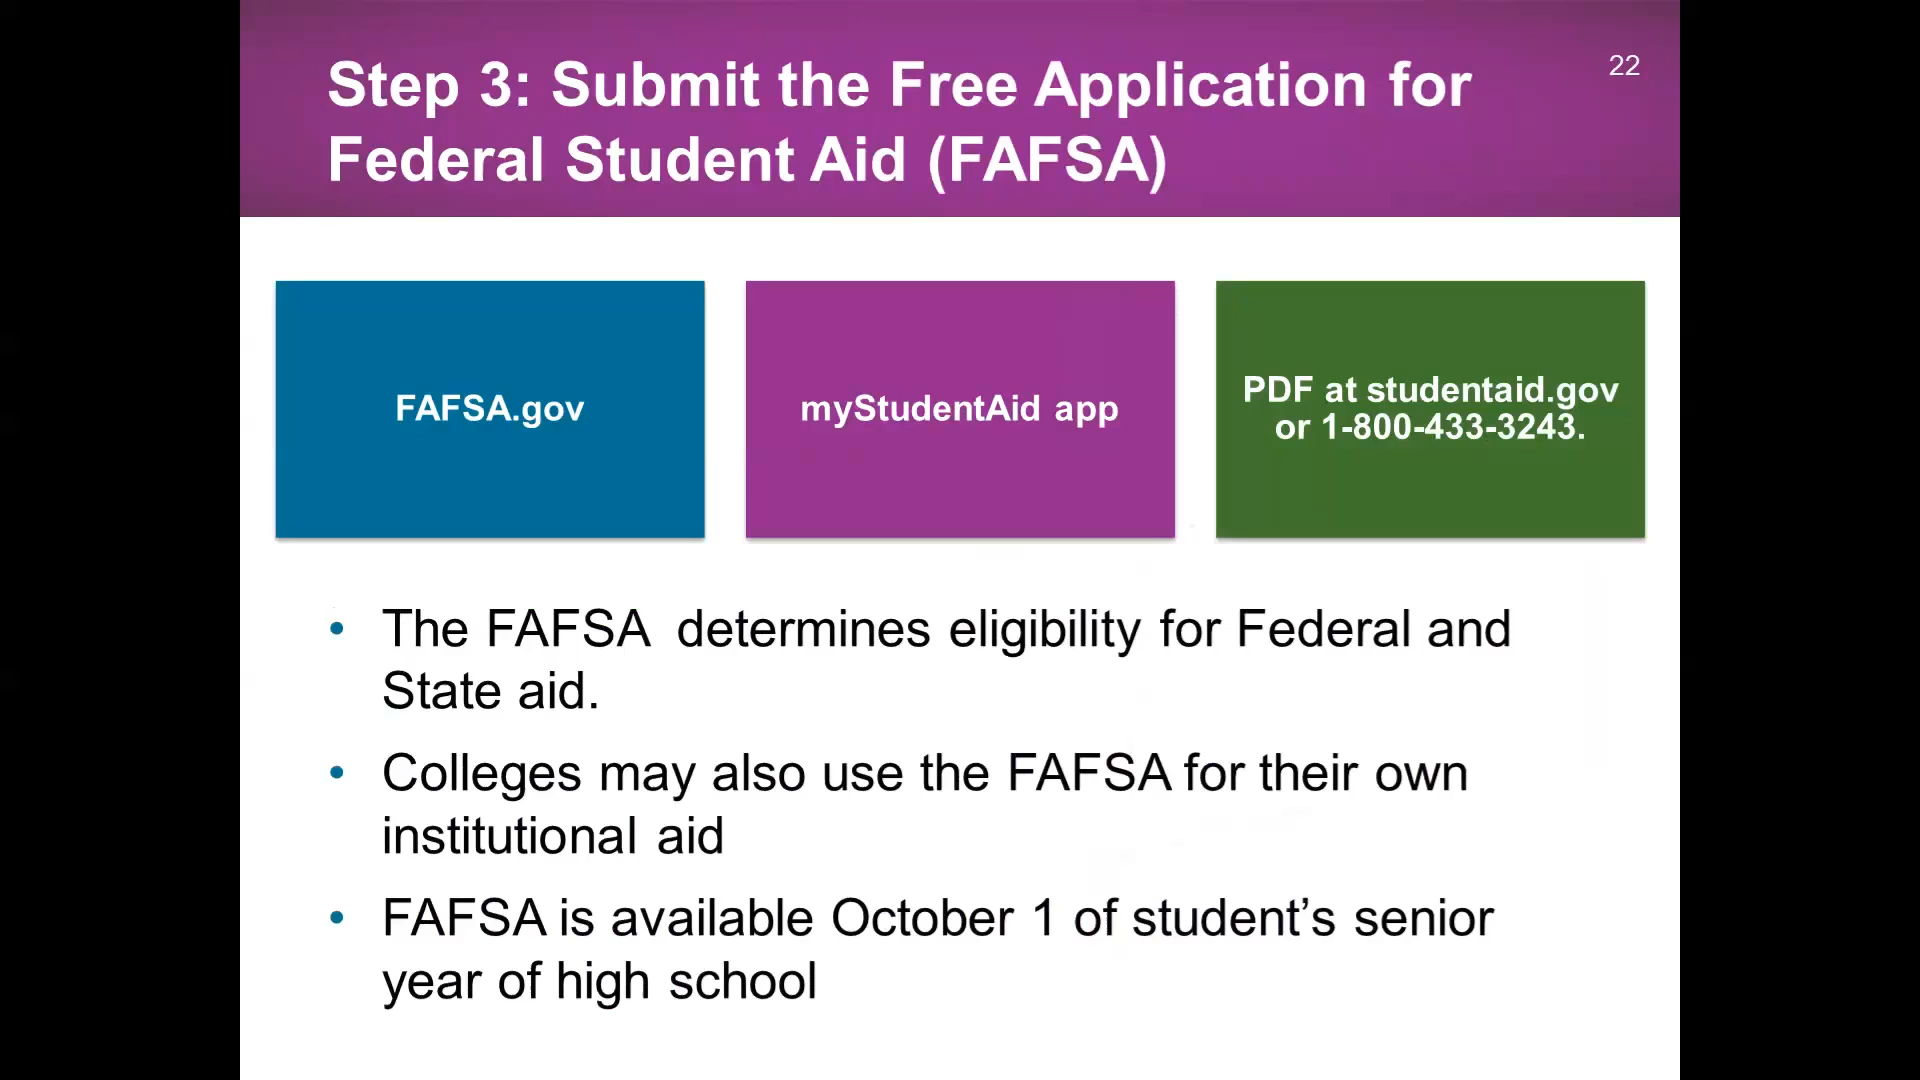 Step 3: Submit the Free Application for
Federal Student Aid (FAFSA)
22
FAFSA.gov
myStudentAid app
PDF at studentaid.gov
or 1-800-433-3243.
• The FAFSA  determines eligibility for Federal and
State aid.
• Colleges may also use the FAFSA for their own
institutional aid
• FAFSA is available October 1 of student’s senior
year of high school